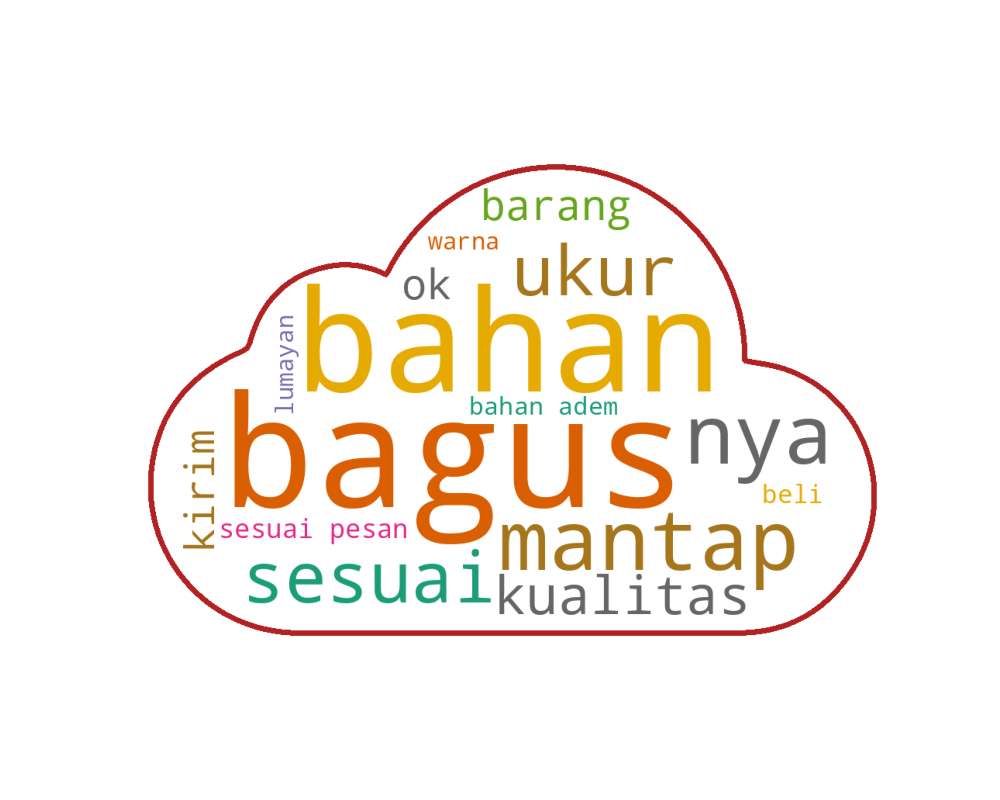 barang
warna
ukur
ok
bahan
lumayan
bahan adem
bagus
nya
kirim
beli
sesuai pesan
mantap
sesuai
kualitas